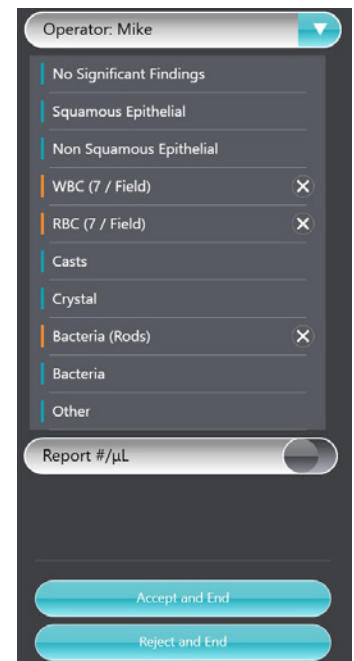 Operator: Mike
No Significant Findings
Squamous Epithelial
Non Squamous Epithelial
WBC (7 / Field)
RBC (7 / Field)
Casts
Crystal
Bacteria (Rods)
Bacteria
Other
Report #/µL
Accept and End
Reject and End